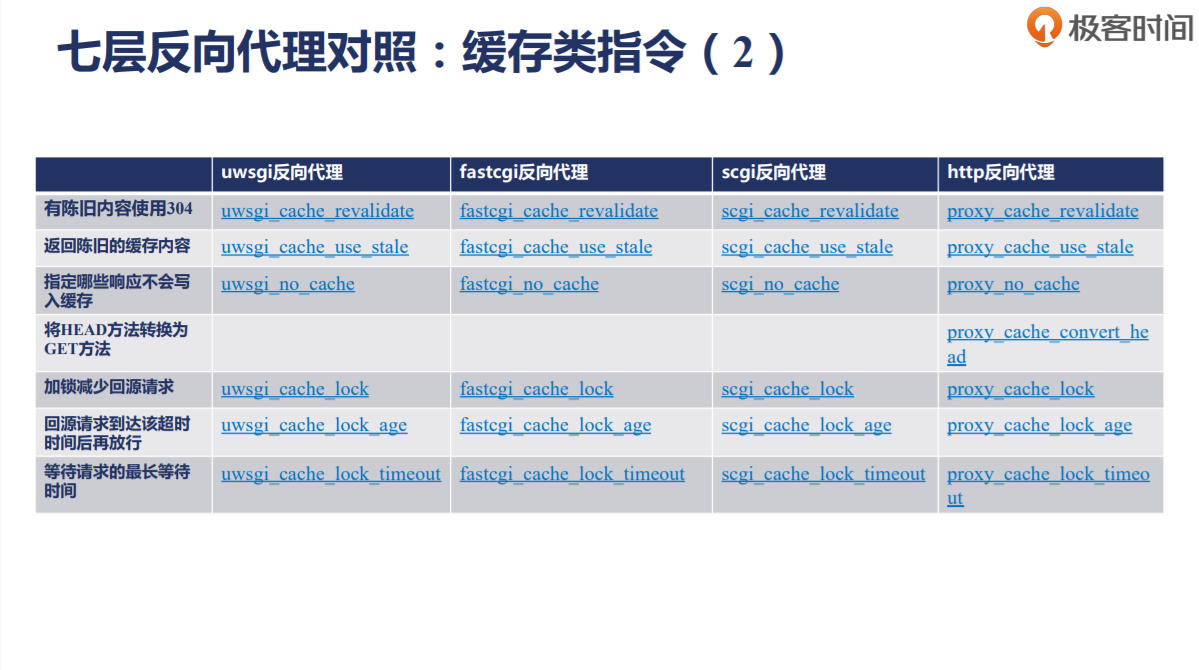 七层反向代理对照：缓存类指令（2）
极客时间
uwsgi反向代理 fastcgi反向代理 scgi反向代理 http反向代理
有陈旧内容使用304 uwsgi_cache_revalidate fastcgi_cache_revalidate scgi_cache_revalidate proxy_cache_revalidate
返回陈旧的缓存内容 uwsgi_cache_use_stale fastcgi_cache_use_stale scgi_cache_use_stale proxy_cache_use_stale
指定哪些响应不会写 uwsgi_no_cache fastcgi_no_cache scgi_no_cache proxy_no_cache
入缓存
将HEAD方法转换为 proxy_cache_convert_he
GET方法 ad
加锁减少回源请求 uwsgi_cache_lock fastcgi_cache_lock scgi_cache_lock proxy_cache_lock
回源请求到达该超时 uwsgi_cache_lock_age fastcgi_cache_lock_age scgi_cache_lock_age proxy_cache_lock_age
时间后再放行
等待请求的最长等待 uwsgi_cache_lock_timeout fastcgi_cache_lock_timeout scgi_cache_lock_timeout proxy_cache_lock_timeo
时间 ut